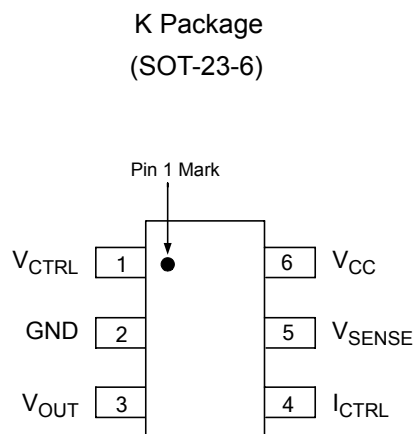 K Package
(SOT-23-6)
Pin 1 Mark
VCTRL 1 6 VCC
GND 2 5 VSENSE
VOUT 3 4 ICTRL